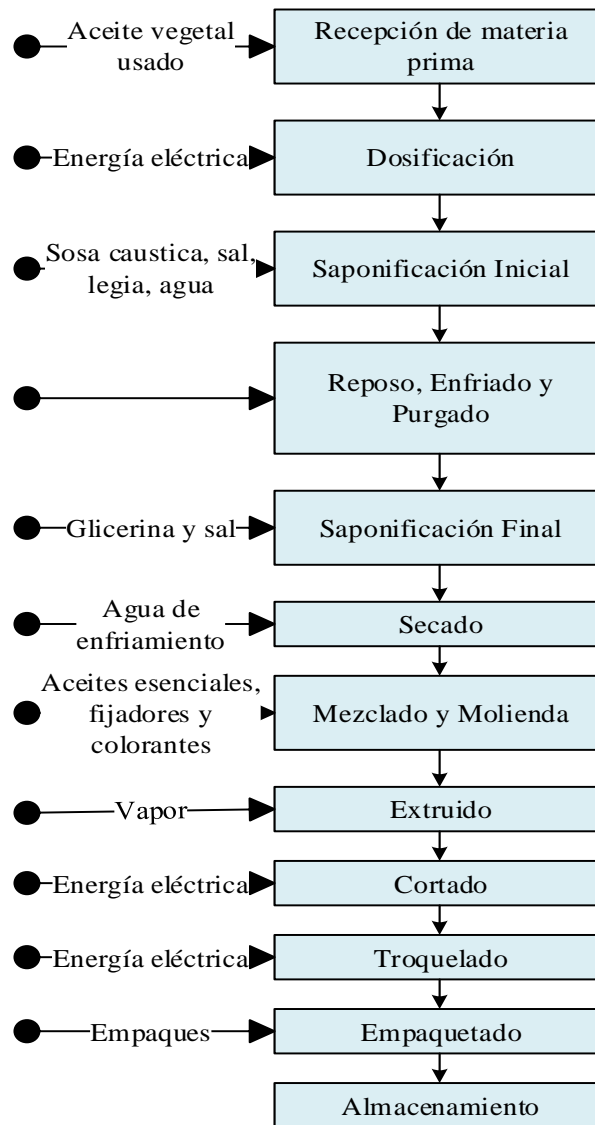 Aceite vegetal
usado
Recepción de materia
prima
Energía eléctrica
Dosificación
Sosa caustica, sal,
legia, agua
Saponificación Inicial
Reposo, Enfriado y
Purgado
Glicerina y sal
Saponificación Final
Agua de
enfriamiento
Secado
Aceites esenciales,
fijadores y
colorantes
Mezclado y Molienda
Vapor
Extruido
Energía eléctrica
Cortado
Energía eléctrica
Troquelado
Empaques
Empaquetado
Almacenamiento